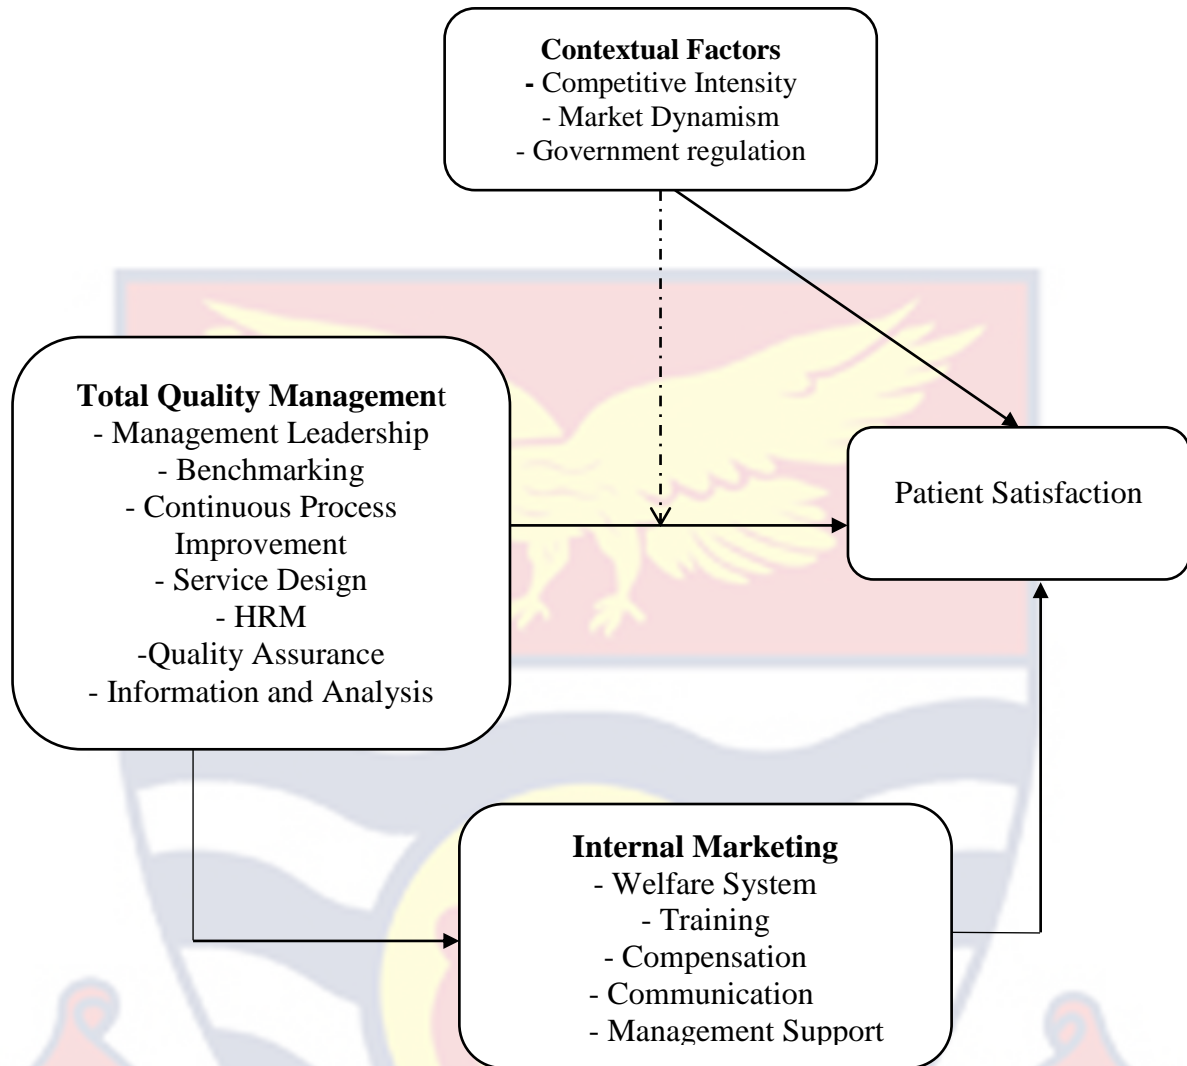 Contextual Factors
- Competitive Intensity
- Market Dynamism
- Government regulation
Total Quality Management
- Management Leadership
- Benchmarking
- Continuous Process
Improvement
- Service Design
- HRM
-Quality Assurance
- Information and Analysis
Patient Satisfaction
Internal Marketing
- Welfare System
- Training
- Compensation
- Communication
- Management Support